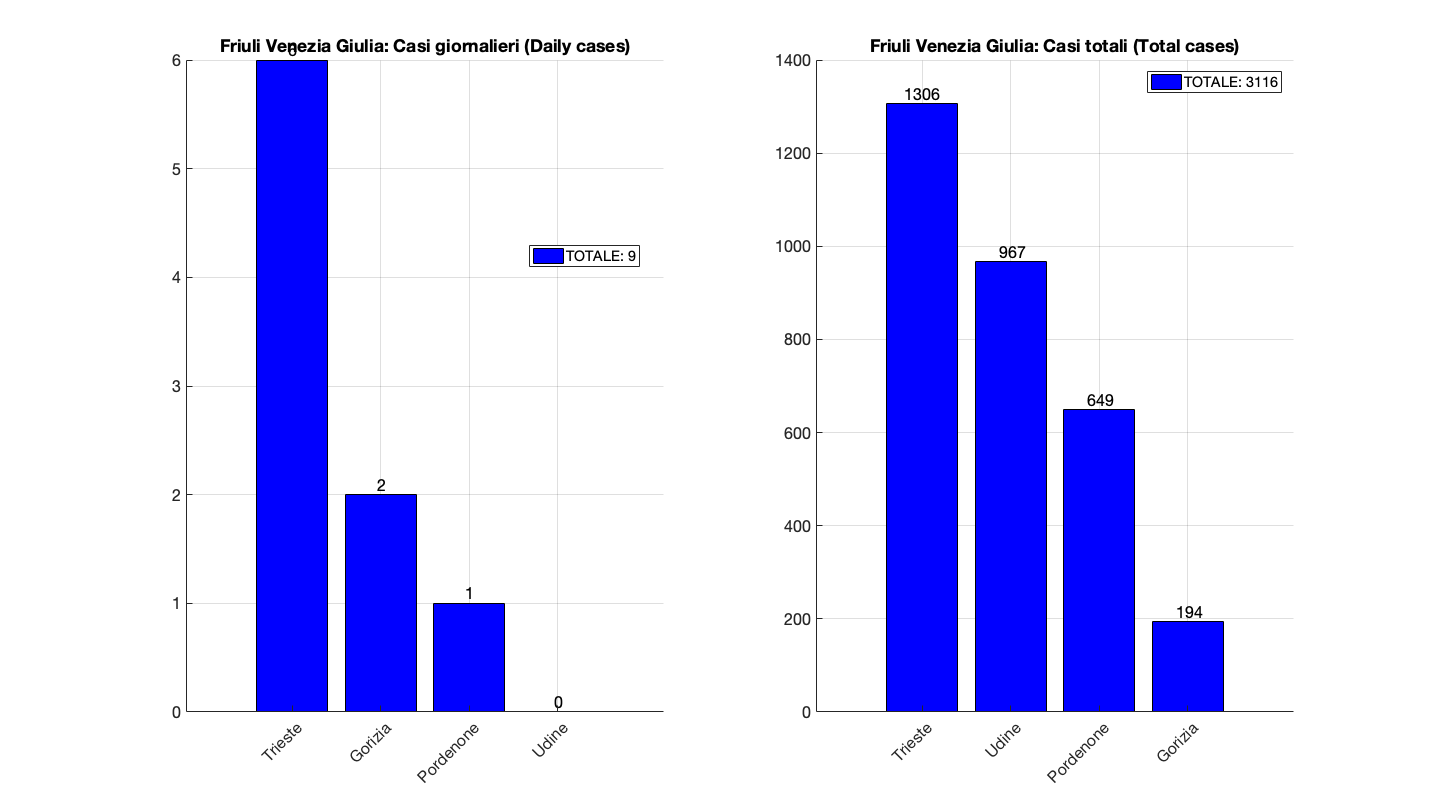 Friuli Venezia Giulia: Casi giornalieri (Daily cases)
6
6
5
4
3
2
1
0
2
1
0
TOTALE: 9
Trieste
Gorizia
Pordenone
Udine
Friuli Venezia Giulia: Casi totali (Total cases)
1400
1200
1000
800
600
400
200
0
1306
967
649
194
TOTALE: 3116
Trieste
Udine
Pordenone
Gorizia